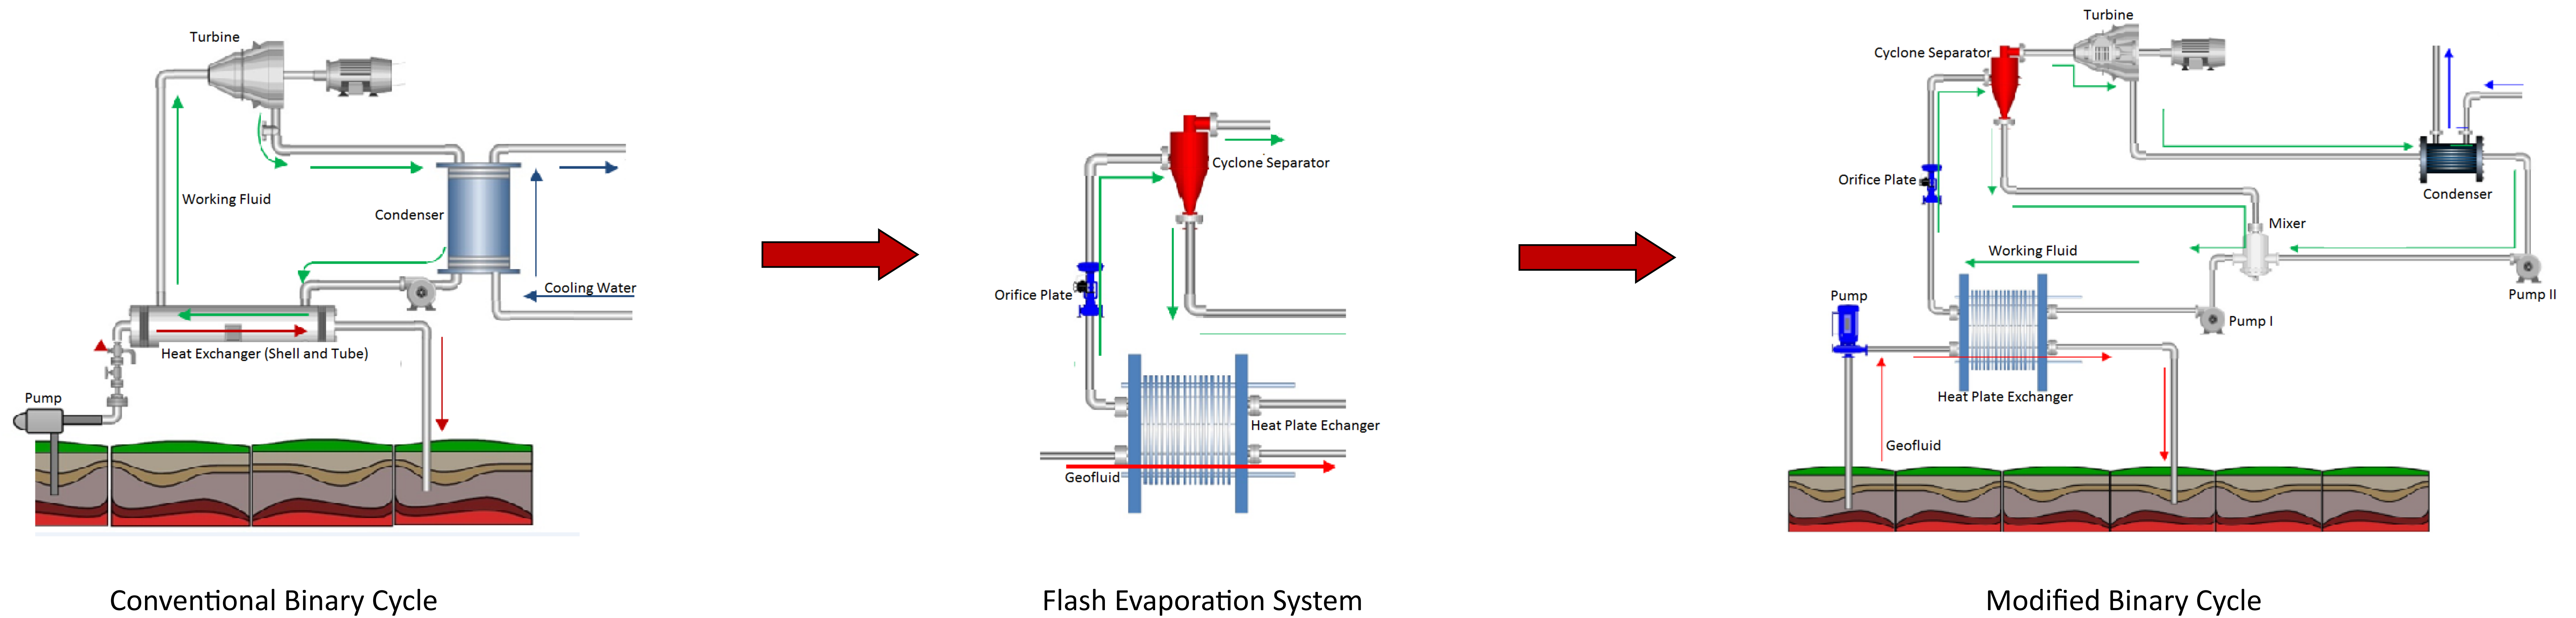 Turbine
Working Fluid
Condenser
Cooling Water
Heat Exchanger (Shell and Tube)
Pump
Conventional Binary Cycle
Cyclone Separator
Orifice Plate
Heat Plate Echanger
Geofluid
Flash Evaporation System
Turbine
Cyclone Separator
Orifice Plate
Condenser
Mixer
Working Fluid
Pump II
Pump
Pump I
Heat Plate Exchanger
Geofluid
Modified Binary Cycle